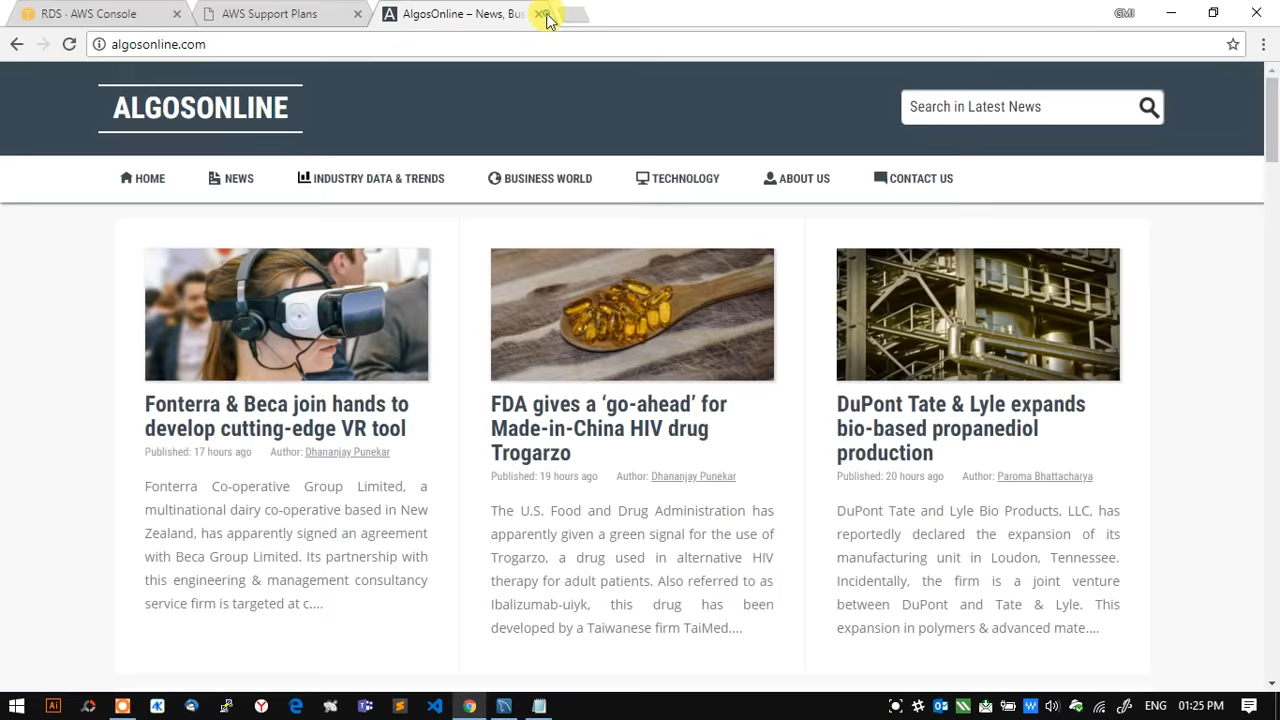 RDS - AWS Console
AWS Support Plans
AlgosOnline – News, Bus
GMI
algosonline.com
ALGOSONLINE
Search in Latest News
HOME
NEWS
INDUSTRY DATA & TRENDS
BUSINESS WORLD
TECHNOLOGY
ABOUT US
CONTACT US
Fonterra & Beca join hands to
develop cutting-edge VR tool
Published: 17 hours ago Author: Dhananjay Punekar
Fonterra Co-operative Group Limited, a
multinational dairy co-operative based in New
Zealand, has apparently signed an agreement
with Beca Group Limited. Its partnership with
this engineering & management consultancy
service firm is targeted at c....
FDA gives a ‘go-ahead’ for
Made-in-China HIV drug
Trogarzo
Published: 19 hours ago Author: Dhananjay Punekar
The U.S. Food and Drug Administration has
apparently given a green signal for the use of
Trogarzo, a drug used in alternative HIV
therapy for adult patients. Also referred to as
Ibalizumab-uiyk, this drug has been
developed by a Taiwanese firm TaiMed....
DuPont Tate & Lyle expands
bio-based propanediol
production
Published: 20 hours ago Author: Paroma Bhattacharya
DuPont Tate and Lyle Bio Products, LLC, has
reportedly declared the expansion of its
manufacturing unit in Loudon, Tennessee.
Incidentally, the firm is a joint venture
between DuPont and Tate & Lyle. This
expansion in polymers & advanced mate....
ENG 01:25 PM